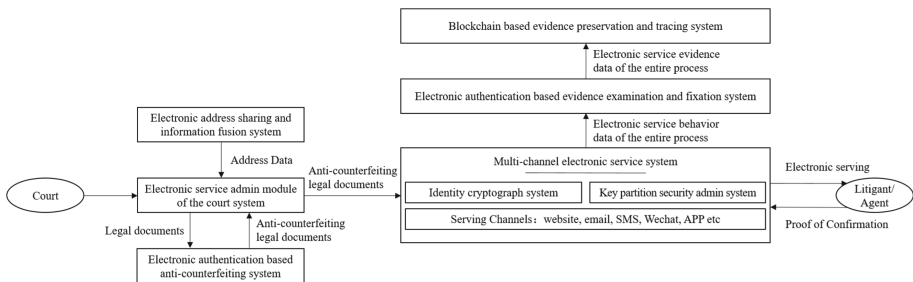 Blockchain based evidence preservation and tracing system
Electronic service evidence
data of the entire process
Electronic authentication based evidence examination and fixation system
Electronic service behavior
data of the entire process
Electronic address sharing and
information fusion system
Address Data
Anti-counterfeiting
legal documents
Multi-channel electronic service system
Electronic serving
Court
Electronic service admin module
of the court system
Identity cryptograph system
Key partition security admin system
Litigant/
Agent
Serving Channels：website, email, SMS, Wechat, APP etc
Proof of Confirmation
Legal documents
Anti-counterfeiting
legal documents
Electronic authentication based
anti-counterfeiting system